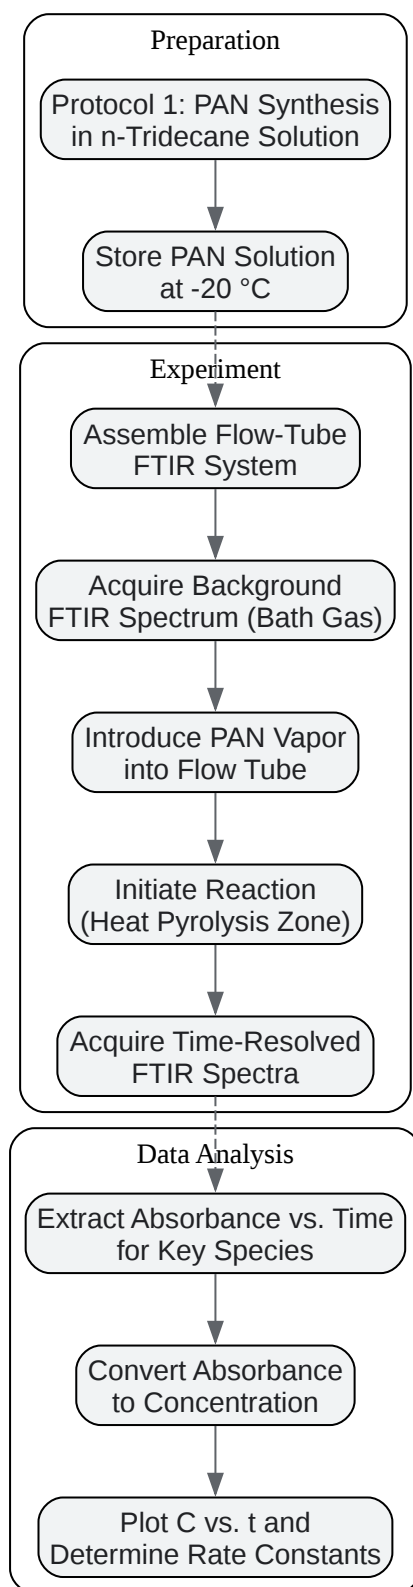 Preparation
Protocol 1: PAN Synthesis
in n-Tridecane Solution
Store PAN Solution
at -20 °C
Experiment
Assemble Flow-Tube
FTIR System
Acquire Background
FTIR Spectrum (Bath Gas)
Introduce PAN Vapor
into Flow Tube
Initiate Reaction
(Heat Pyrolysis Zone)
Acquire Time-Resolved
FTIR Spectra
Data Analysis
Extract Absorbance vs. Time
for Key Species
Convert Absorbance
to Concentration
Plot C vs. t and
Determine Rate Constants